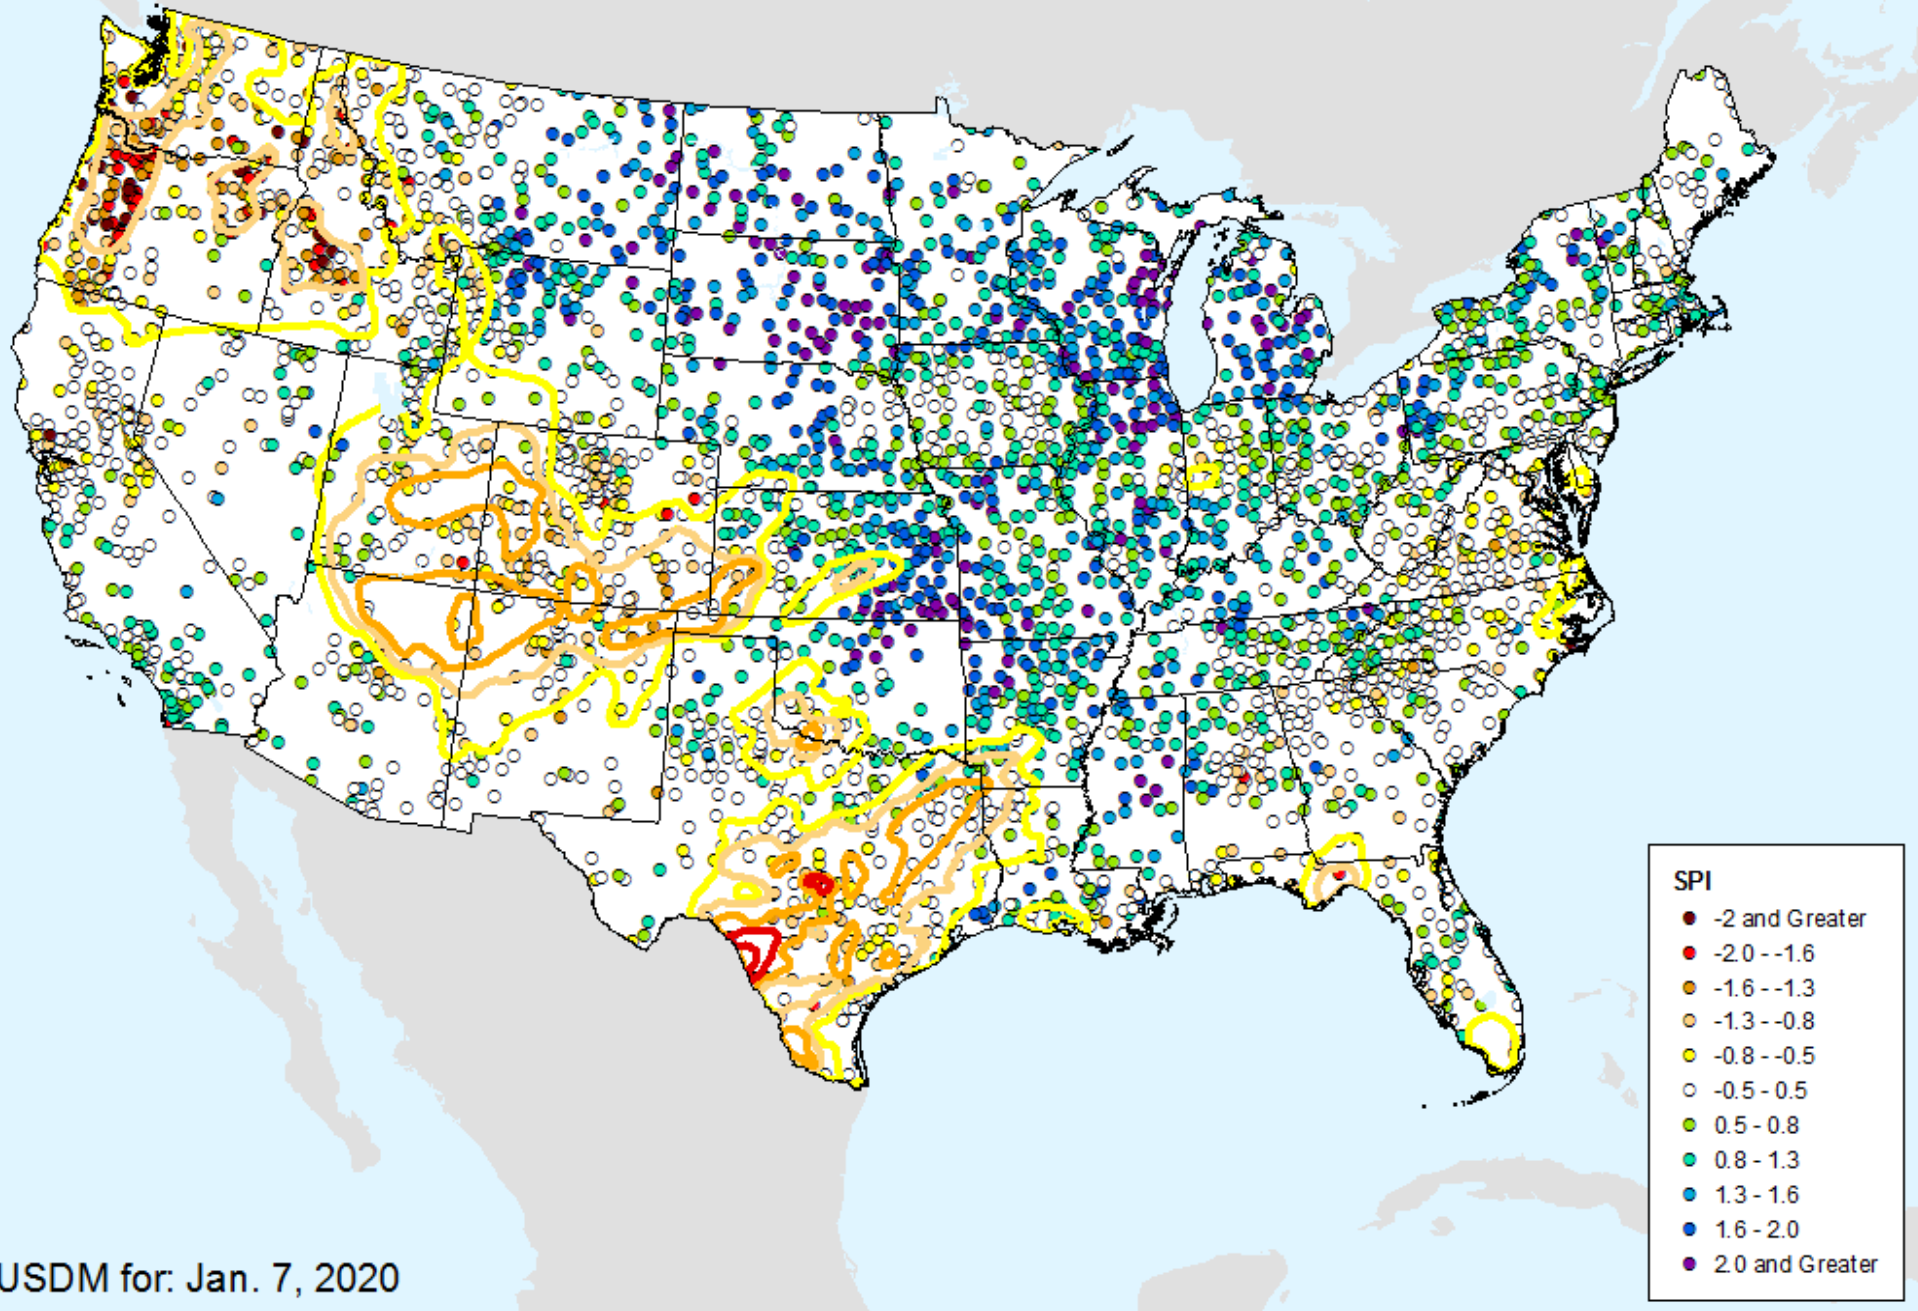 SPI
-2 and Greater
-2.0 - -1.6
-1.6 - -1.3
-1.3 - -0.8
-0.8 - -0.5
-0.5 - 0.5
0.5 - 0.8
0.8 - 1.3
1.3 - 1.6
1.6 - 2.0
2.0 and Greater
USDM for: Jan. 7, 2020